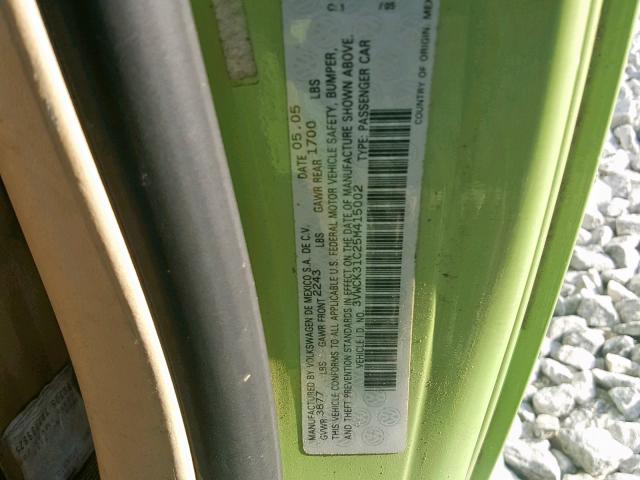 MANUFACTURED BY VOLKSWAGEN DE MEXICO S.A. DE C.V. DATE 05.05
GVWR 3877 LBS GAWR FRONT 2243 LBS GAWR REAR 1700 LBS
THIS VEHICLE CONFORMS TO ALL APPLICABLE U.S. FEDERAL MOTOR VEHICLE SAFETY, BUMPER,
AND THEFT PREVENTION STANDARDS IN EFFECT ON THE DATE OF MANUFACTURE SHOWN ABOVE.
VEHICLE I.D. NO. 3VWCK31C25M415002 TYPE: PASSENGER CAR
COUNTRY OF ORIGIN: MEX